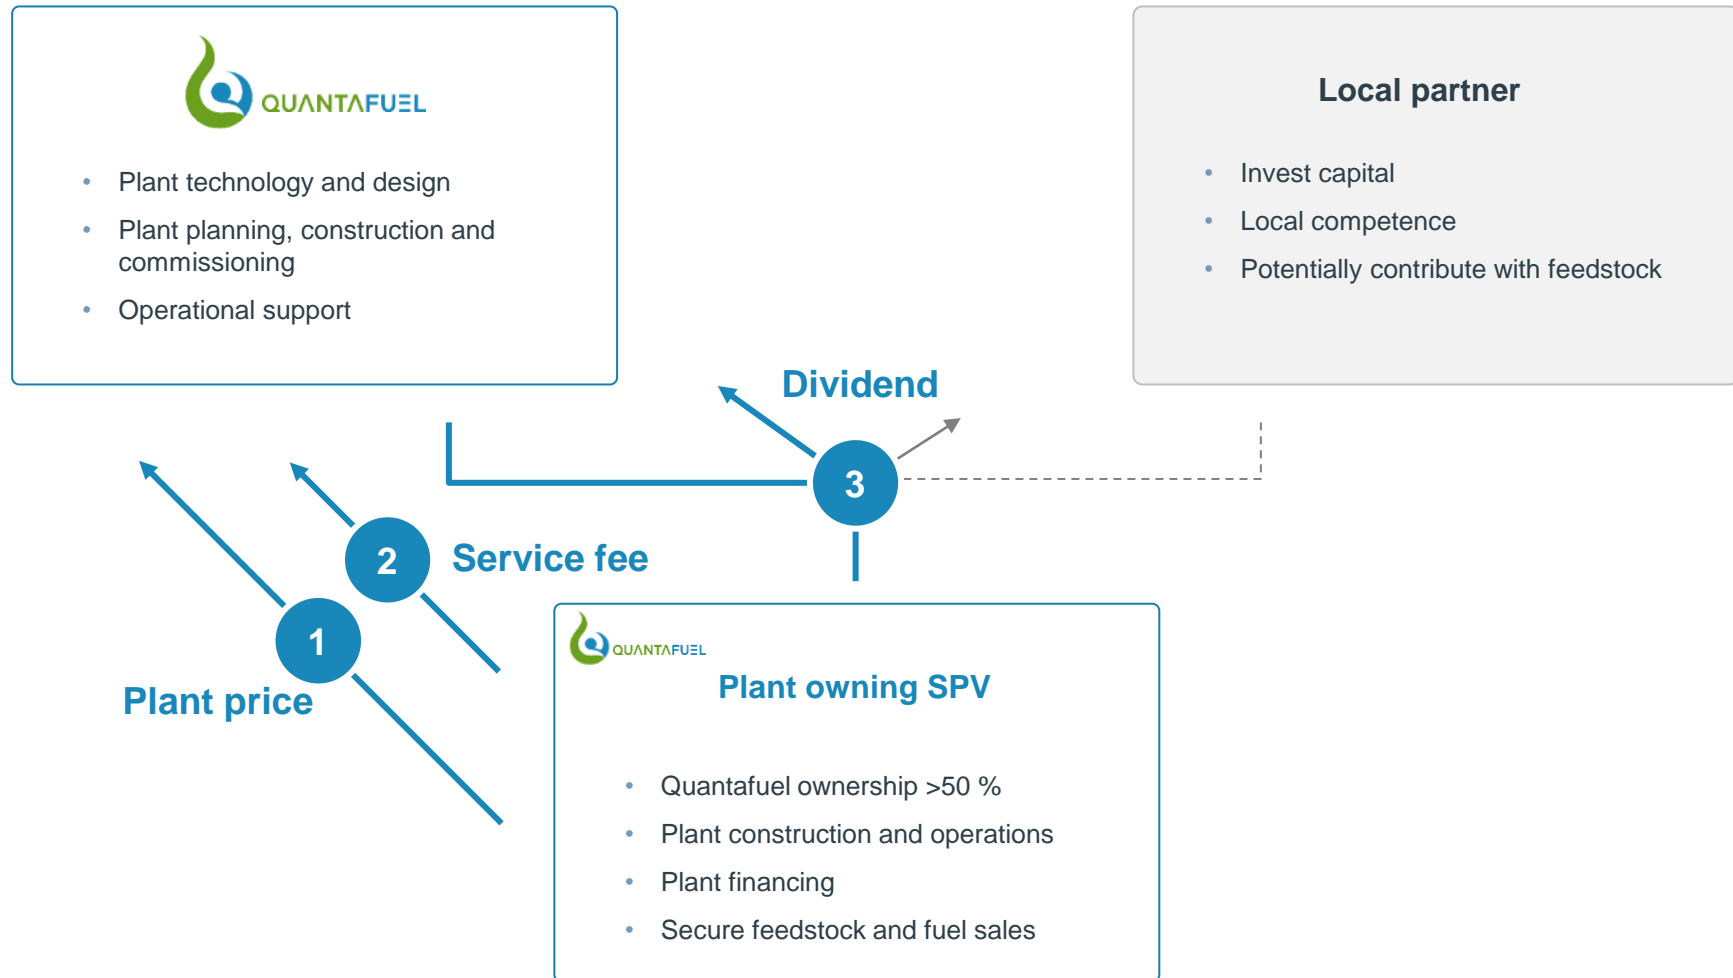 QUANTAFUEL
• Plant technology and design
• Plant planning, construction and
commissioning
• Operational support
Local partner
• Invest capital
• Local competence
• Potentially contribute with feedstock
Dividend
3
2
Service fee
1
Plant price
QUANTAFUEL
Plant owning SPV
• Quantafuel ownership >50 %
• Plant construction and operations
• Plant financing
• Secure feedstock and fuel sales